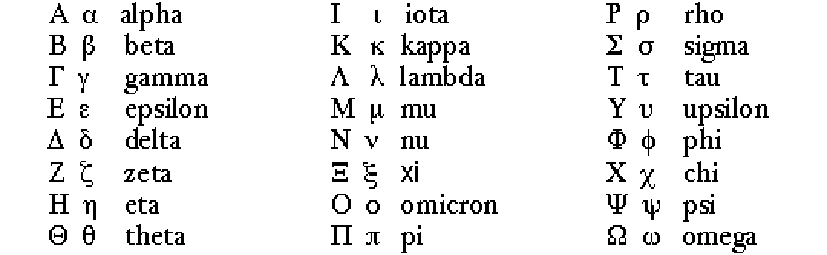 Α α alpha Ι ι iota Ρ ρ rho
Β β beta Κ κ kappa Σ σ sigma
Γ γ gamma Λ λ lambda Τ τ tau
Ε ε epsilon Μ μ mu Υ υ upsilon
Δ δ delta Ν ν nu Φ ϕ phi
Ζ ζ zeta Ξ ξ xi Χ χ chi
Η η eta Ο ο omicron Ψ ψ psi
Θ θ theta Π π pi Ω ω omega